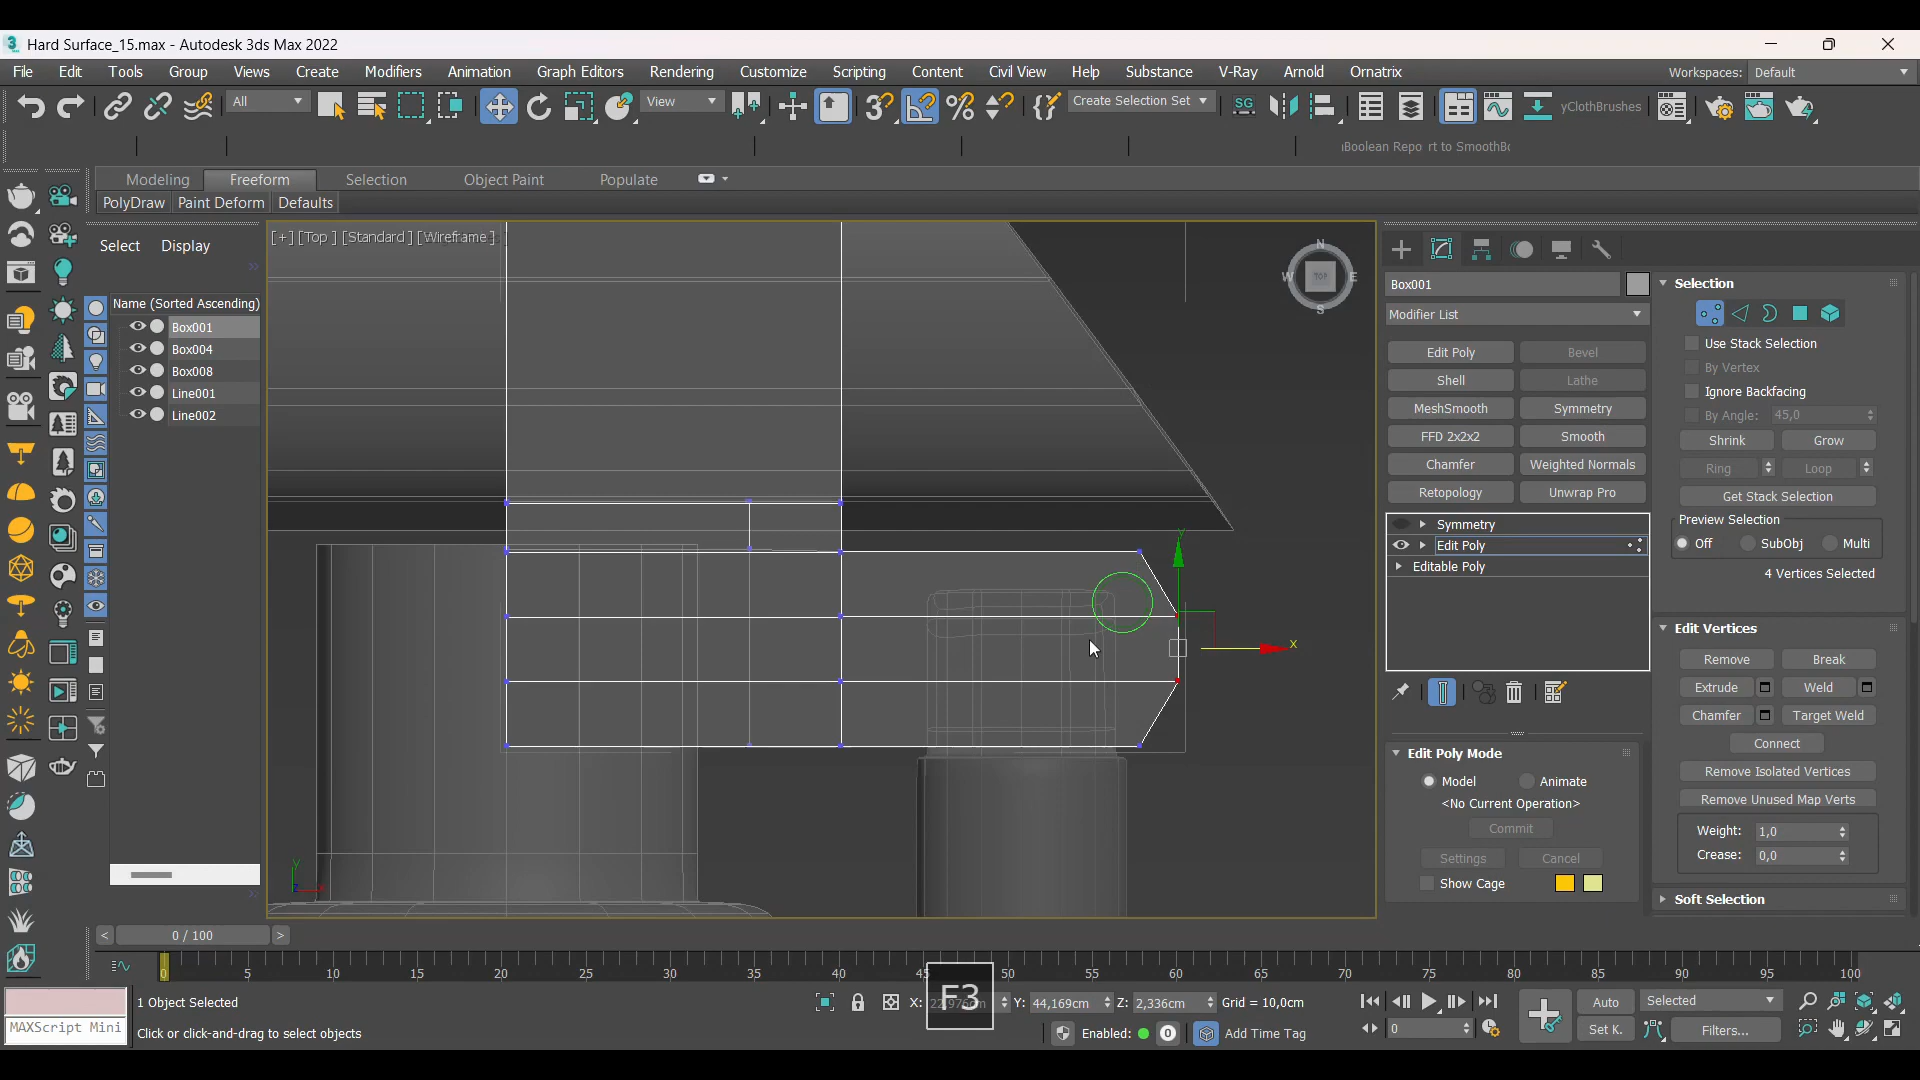 Hard Surface_15.max - Autodesk 3ds Max 2022
File Edit Tools Group Views Create Modifiers Animation Graph Editors Rendering Customize Scripting Content Civil View Help Substance V-Ray Arnold Ornatrix Workspaces: Default
All View Create Selection Set SG yClothBrushes
Boolean Repo rt to SmoothBo
Modeling Freeform Selection Object Paint Populate
PolyDraw Paint Deform Defaults
Select Display
[+] [Top ] [Standard ] [Wireframe ]
N
W TOP E
S
Name (Sorted Ascending)
Box001
Box004
Box008
Line001
Line002
y
x
y
z
Box001
Modifier List
Edit Poly Bevel
Shell Lathe
MeshSmooth Symmetry
FFD 2x2x2 Smooth
Chamfer Weighted Normals
Retopology Unwrap Pro
Symmetry
Edit Poly
Editable Poly
Edit Poly Mode
Model Animate
<No Current Operation>
Commit
Settings Cancel
Show Cage
Selection
Use Stack Selection
By Vertex
Ignore Backfacing
By Angle: 45,0
Shrink Grow
Ring Loop
Get Stack Selection
Preview Selection
Off SubObj Multi
4 Vertices Selected
Edit Vertices
Remove Break
Extrude Weld
Chamfer Target Weld
Connect
Remove Isolated Vertices
Remove Unused Map Verts
Weight: 1,0
Crease: 0,0
Soft Selection
< 0 / 100 >
0 5 10 15 20 25 30 35 40 45 50 55 60 65 70 75 80 85 90 95 100
F3
MAXScript Mini
1 Object Selected
Click or click-and-drag to select objects
X: Y: 44,169cm Z: 2,336cm Grid = 10,0cm
Enabled: 0 Add Time Tag
0
Auto Selected
Set K. Filters...